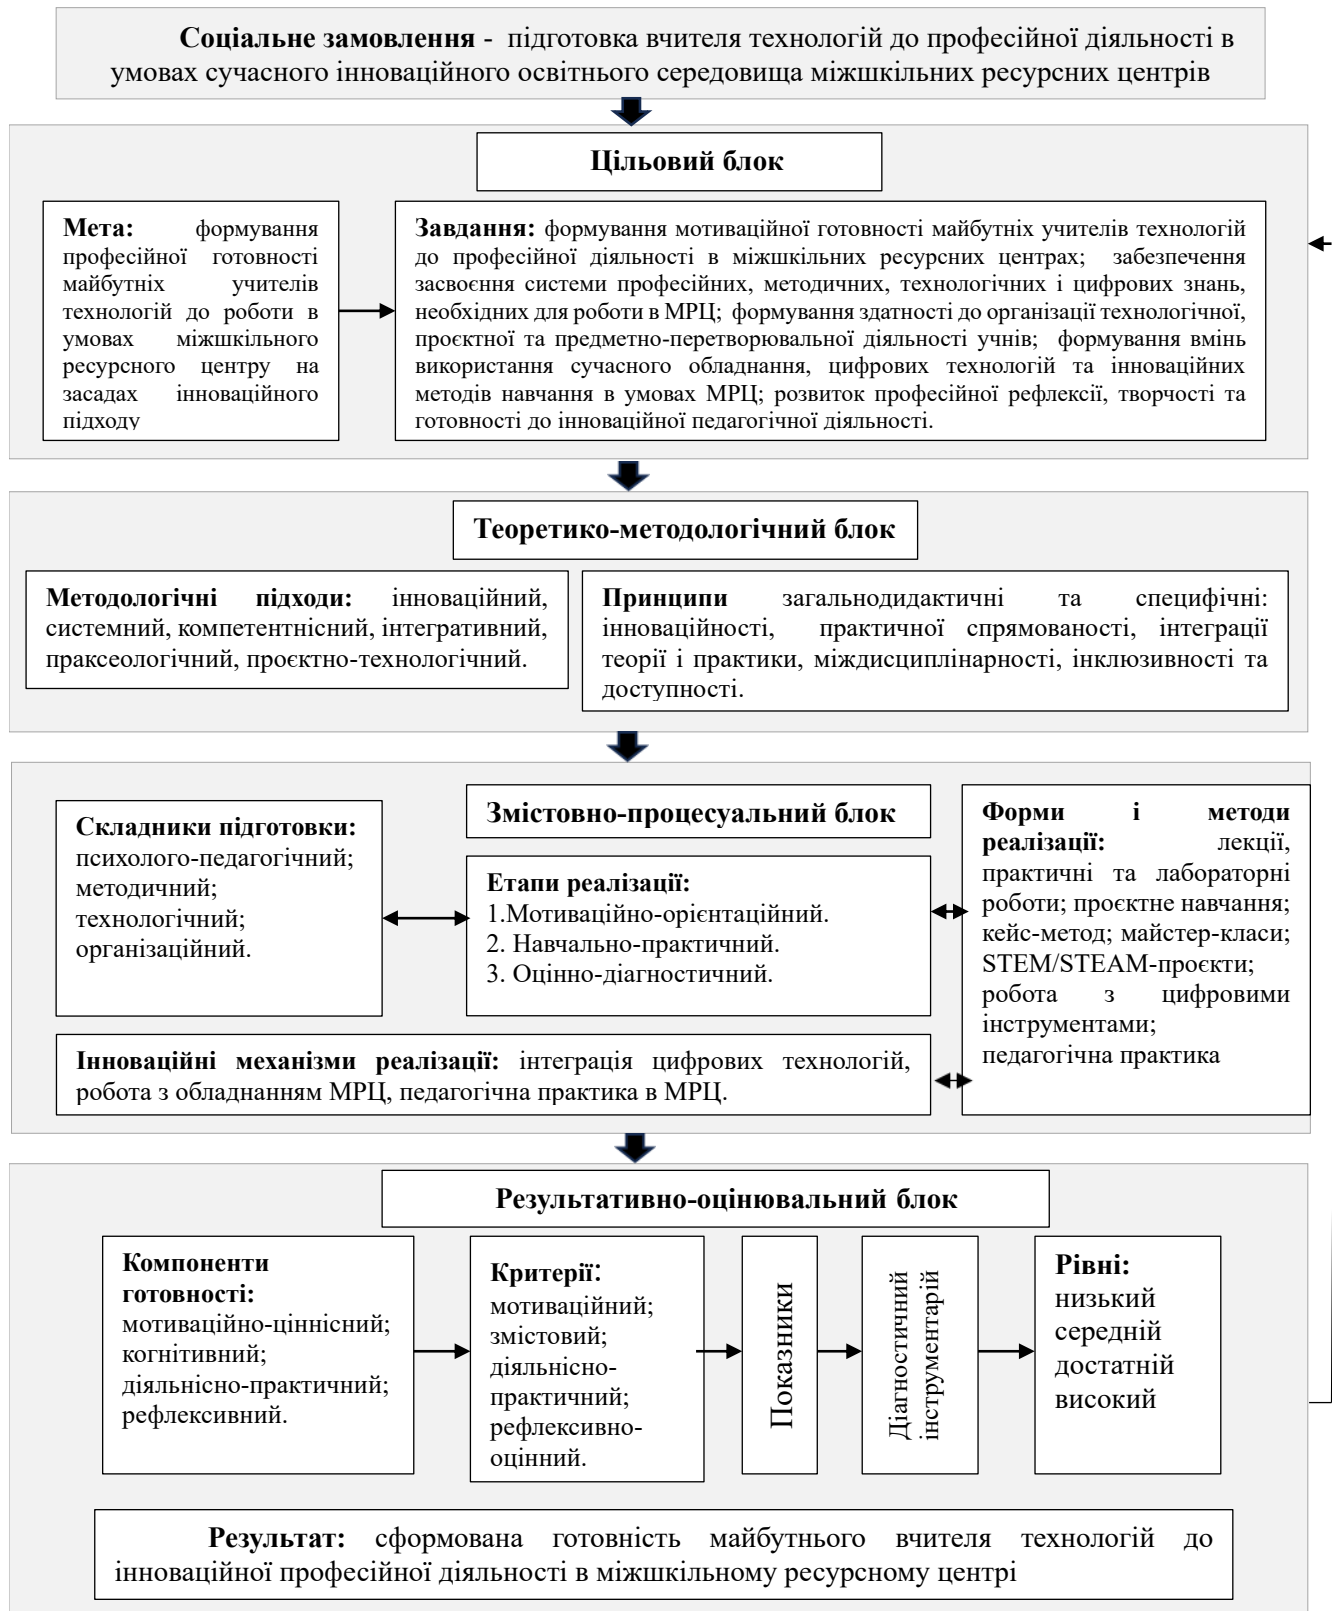 Соціальне замовлення - підготовка вчителя технологій до професійної діяльності в
умовах сучасного інноваційного освітнього середовища міжшкільних ресурсних центрів
Цільовий блок
Мета: формування
професійної готовності
майбутніх учителів
технологій до роботи в
умовах міжшкільного
ресурсного центру на
засадах інноваційного
підходу
Завдання: формування мотиваційної готовності майбутніх учителів технологій
до професійної діяльності в міжшкільних ресурсних центрах; забезпечення
засвоєння системи професійних, методичних, технологічних і цифрових знань,
необхідних для роботи в МРЦ; формування здатності до організації технологічної,
проєктної та предметно-перетворювальної діяльності учнів; формування вмінь
використання сучасного обладнання, цифрових технологій та інноваційних
методів навчання в умовах МРЦ; розвиток професійної рефлексії, творчості та
готовності до інноваційної педагогічної діяльності.
Теоретико-методологічний блок
Методологічні підходи: інноваційний,
системний, компетентнісний, інтегративний,
праксеологічний, проєктно-технологічний.
Принципи загальнодидактичні та специфічні:
інноваційності, практичної спрямованості, інтеграції
теорії і практики, міждисциплінарності, інклюзивності та
доступності.
Змістовно-процесуальний блок
Складники підготовки:
психолого-педагогічний;
методичний;
технологічний;
організаційний.
Етапи реалізації:
1.Мотиваційно-орієнтаційний.
2. Навчально-практичний.
3. Оцінно-діагностичний.
Форми і методи
реалізації: лекції,
практичні та лабораторні
роботи; проєктне навчання;
кейс-метод; майстер-класи;
STEM/STEAM-проєкти;
робота з цифровими
інструментами;
педагогічна практика
Інноваційні механізми реалізації: інтеграція цифрових технологій,
робота з обладнанням МРЦ, педагогічна практика в МРЦ.
Результативно-оцінювальний блок
Компоненти
готовності:
мотиваційно-ціннісний;
когнітивний;
діяльнісно-практичний;
рефлексивний.
Критерії:
мотиваційний;
змістовий;
діяльнісно-
практичний;
рефлексивно-
оцінний.
Показники
Діагностичний
інструментарій
Рівні:
низький
середній
достатній
високий
Результат: сформована готовність майбутнього вчителя технологій до
інноваційної професійної діяльності в міжшкільному ресурсному центрі